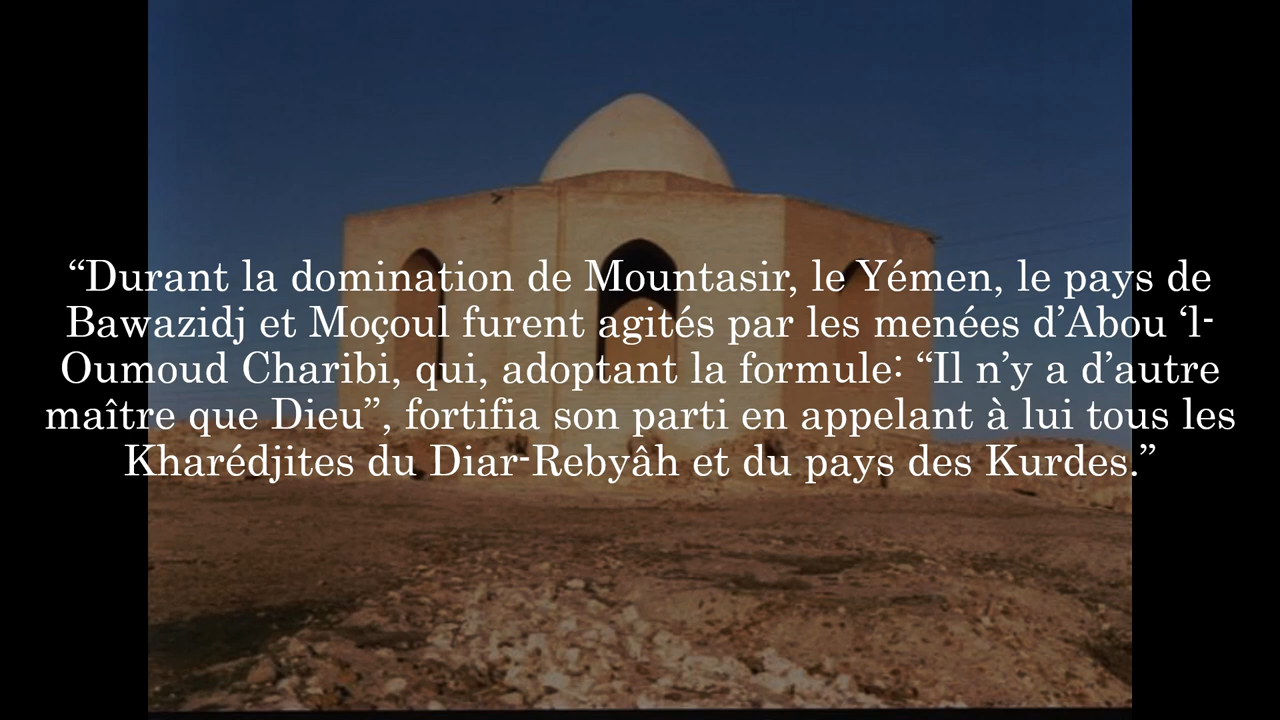 “Durant la domination de Mountasir, le Yémen, le pays de
Bawazidj et Moçoul furent agités par les menées d’Abou ‘l-
Oumoud Charibi, qui, adoptant la formule: “Il n’y a d’autre
maître que Dieu”, fortifia son parti en appelant à lui tous les
Kharédjites du Diar-Rebyâh et du pays des Kurdes.”